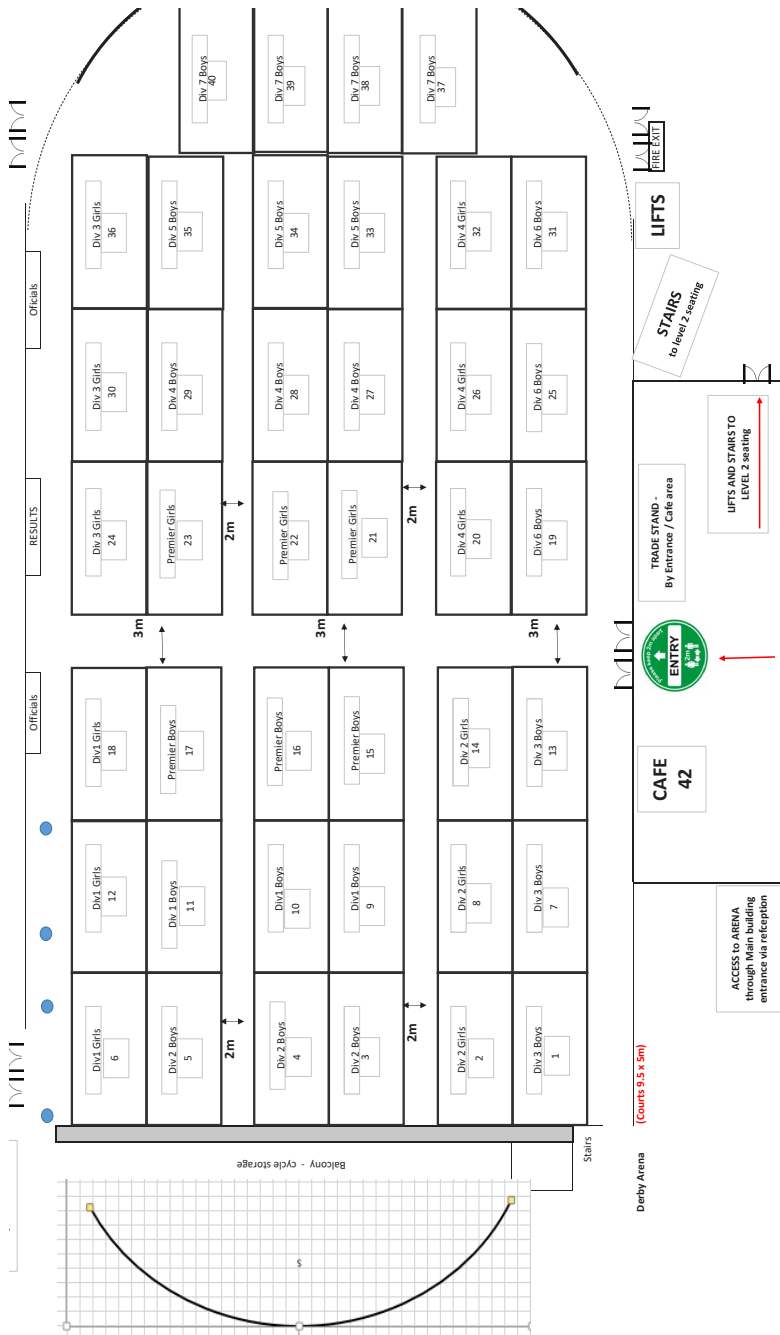 Div 7 Boys
40
Div 7 Boys
39
Div 7 Boys
38
Div 7 Boys
37
FIRE EXIT
Div 3 Girls
36
Div 5 Boys
35
Div 5 Boys
34
Div 5 Boys
33
Div 4 Girls
32
Div 6 Boys
31
LIFTS
Oficials
STAIRS
to level 2 seating
Div 3 Girls
30
Div 4 Boys
29
Div 4 Boys
28
Div 4 Boys
27
Div 4 Girls
26
Div 6 Boys
25
LIFTS AND STAIRS TO
LEVEL 2 seating
RESULTS
Div 3 Girls
24
Premier Girls
23
2m
Premier Girls
22
Premier Girls
21
2m
Div 4 Girls
20
Div 6 Boys
19
TRADE STAND -
By Entrance / Cafe area
3m
3m
3m
Please keep 2m apart
ENTRY
2m
Officials
Div1 Girls
18
Premier Boys
17
Premier Boys
16
Premier Boys
15
Div 2 Girls
14
Div 3 Boys
13
CAFE
42
Div1 Girls
12
Div 1 Boys
11
Div1 Boys
10
Div1 Boys
9
Div 2 Girls
8
Div 3 Boys
7
ACCESS to ARENA
through Main building
entrance via refception
Div1 Girls
6
Div 2 Boys
5
2m
Div 2 Boys
4
Div 2 Boys
3
2m
Div 2 Girls
2
Div 3 Boys
1
(Courts 9.5 x 5m)
Balcony - cycle storage
Stairs
Derby Arena
5